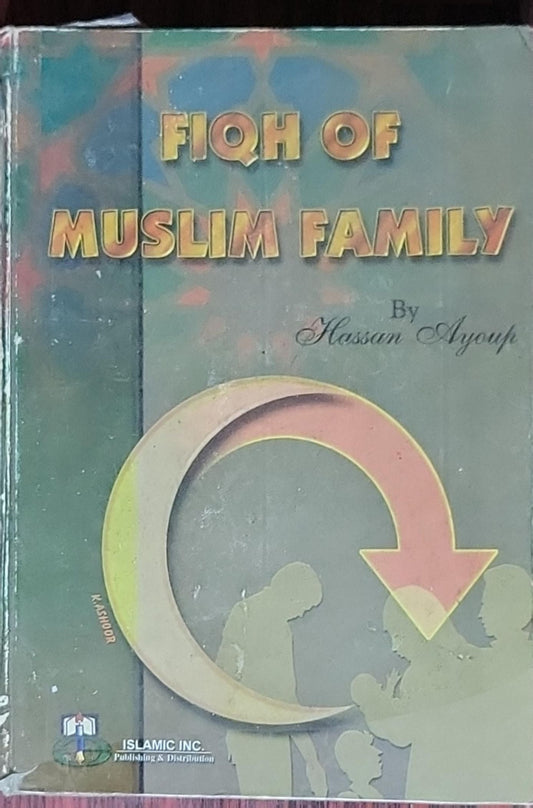 FIQH OF
MUSLIM FAMILY
By
Hassan Ayoup
K.ASHOOR
ISLAMIC INC.
Publishing & Distribution